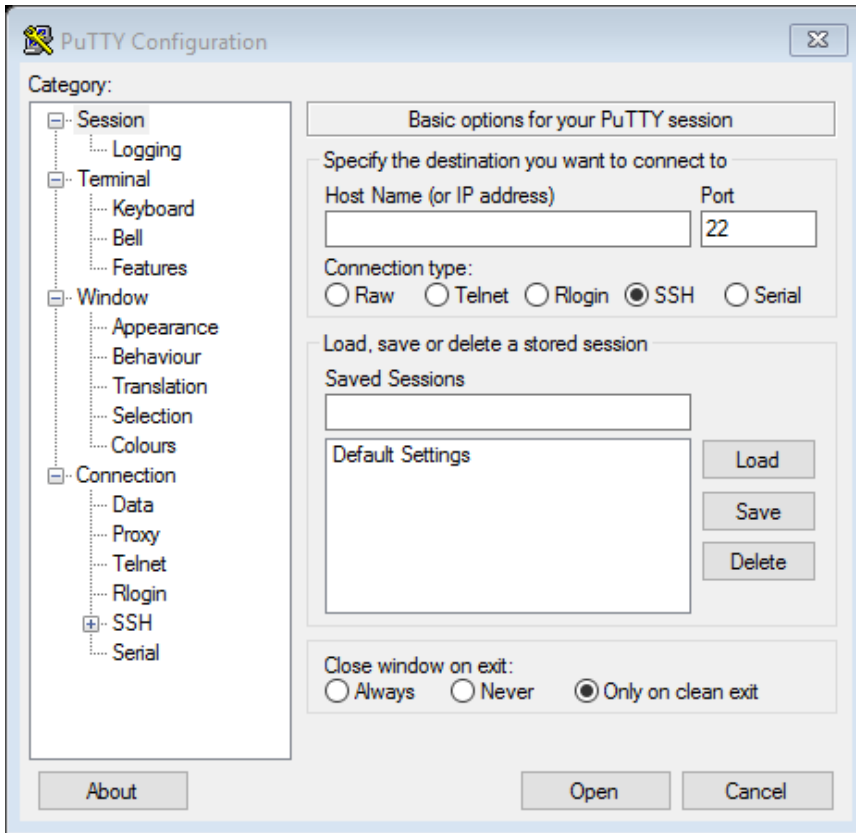 PuTTY Configuration
Category:
Session
Logging
Terminal
Keyboard
Bell
Features
Window
Appearance
Behaviour
Translation
Selection
Colours
Connection
Data
Proxy
Telnet
Rlogin
SSH
Serial
Basic options for your PuTTY session
Specify the destination you want to connect to
Host Name (or IP address) Port
22
Connection type:
Raw Telnet Rlogin SSH Serial
Load, save or delete a stored session
Saved Sessions
Default Settings
Load
Save
Delete
Close window on exit:
Always Never Only on clean exit
About Open Cancel